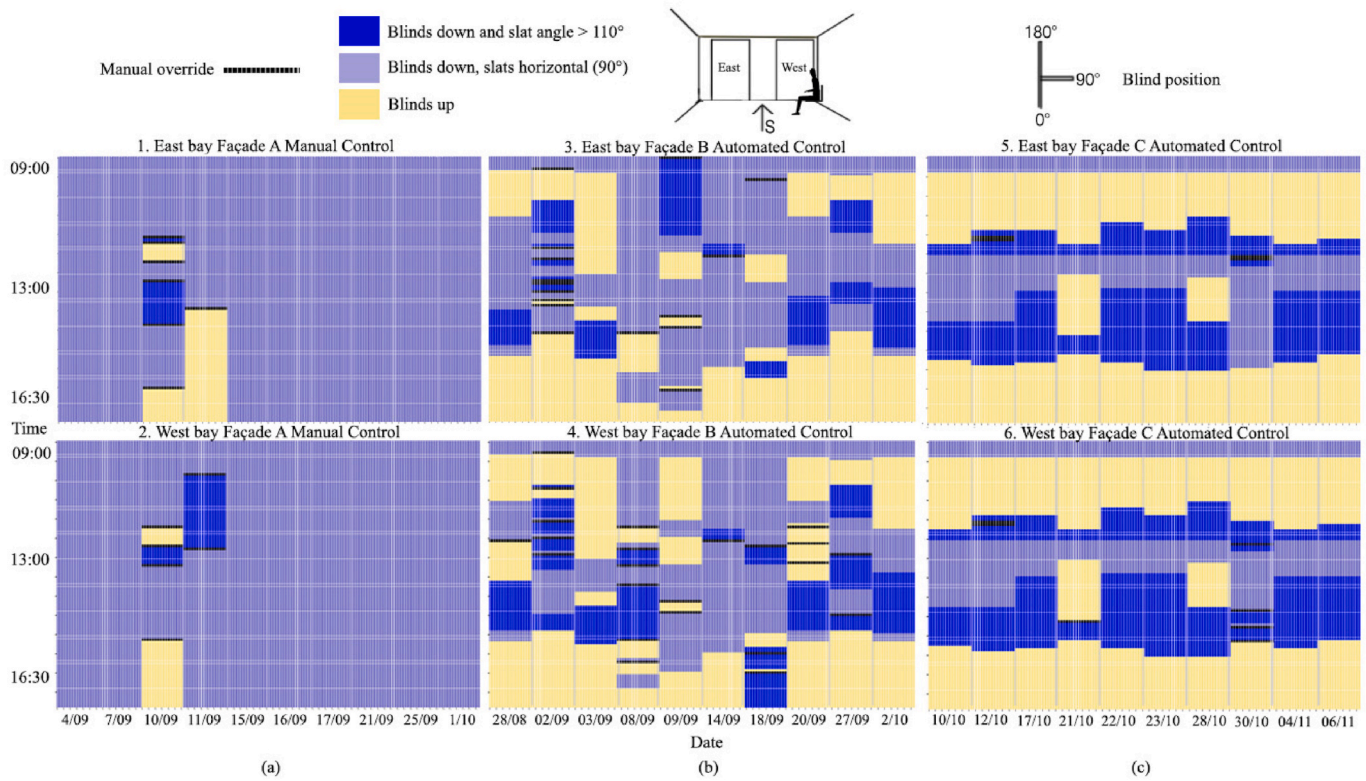 Manual override
Blinds down and slat angle > 110°
Blinds down, slats horizontal (90°)
Blinds up
East
West
S
180°
90°
0°
Blind position
1. East bay Façade A Manual Control
3. East bay Façade B Automated Control
5. East bay Façade C Automated Control
09:00
13:00
16:30
Time
2. West bay Façade A Manual Control
4. West bay Façade B Automated Control
6. West bay Façade C Automated Control
09:00
13:00
16:30
4/09 7/09 10/09 11/09 15/09 16/09 17/09 21/09 25/09 1/10
28/08 02/09 03/09 08/09 09/09 14/09 18/09 20/09 27/09 2/10
10/10 12/10 17/10 21/10 22/10 23/10 28/10 30/10 04/11 06/11
Date
(a) (b) (c)